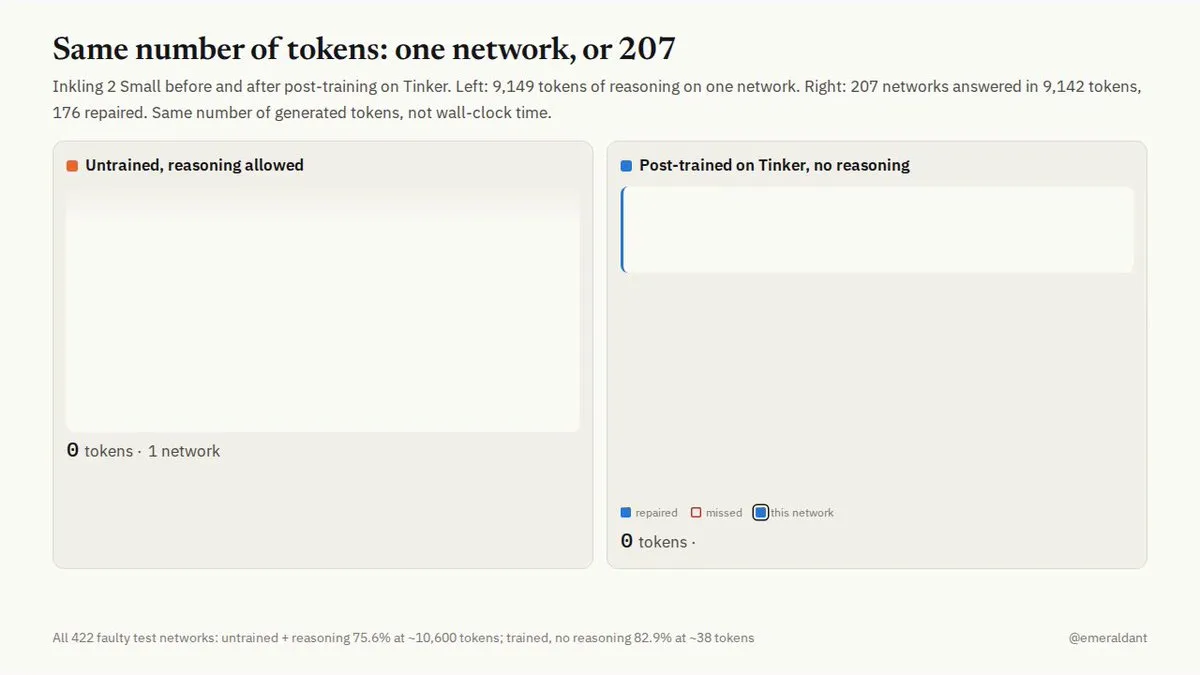 Same number of tokens: one network, or 207
Inkling 2 Small before and after post-training on Tinker. Left: 9,149 tokens of reasoning on one network. Right: 207 networks answered in 9,142 tokens,
176 repaired. Same number of generated tokens, not wall-clock time.
Untrained, reasoning allowed
0 tokens · 1 network
Post-trained on Tinker, no reasoning
repaired missed this network
0 tokens ·
All 422 faulty test networks: untrained + reasoning 75.6% at ~10,600 tokens; trained, no reasoning 82.9% at ~38 tokens
@emeraldant